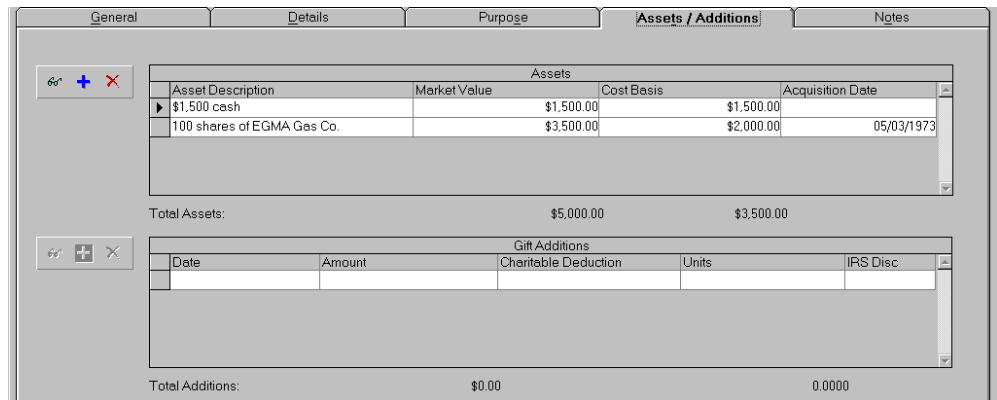 General Details Purpose Assets / Additions Notes
Assets
Asset Description Market Value Cost Basis Acquisition Date
$1,500 cash $1,500.00 $1,500.00
100 shares of EGMA Gas Co. $3,500.00 $2,000.00 05/03/1973
Total Assets: $5,000.00 $3,500.00
Gift Additions
Date Amount Charitable Deduction Units IRS Disc
Total Additions: $0.00 0.0000